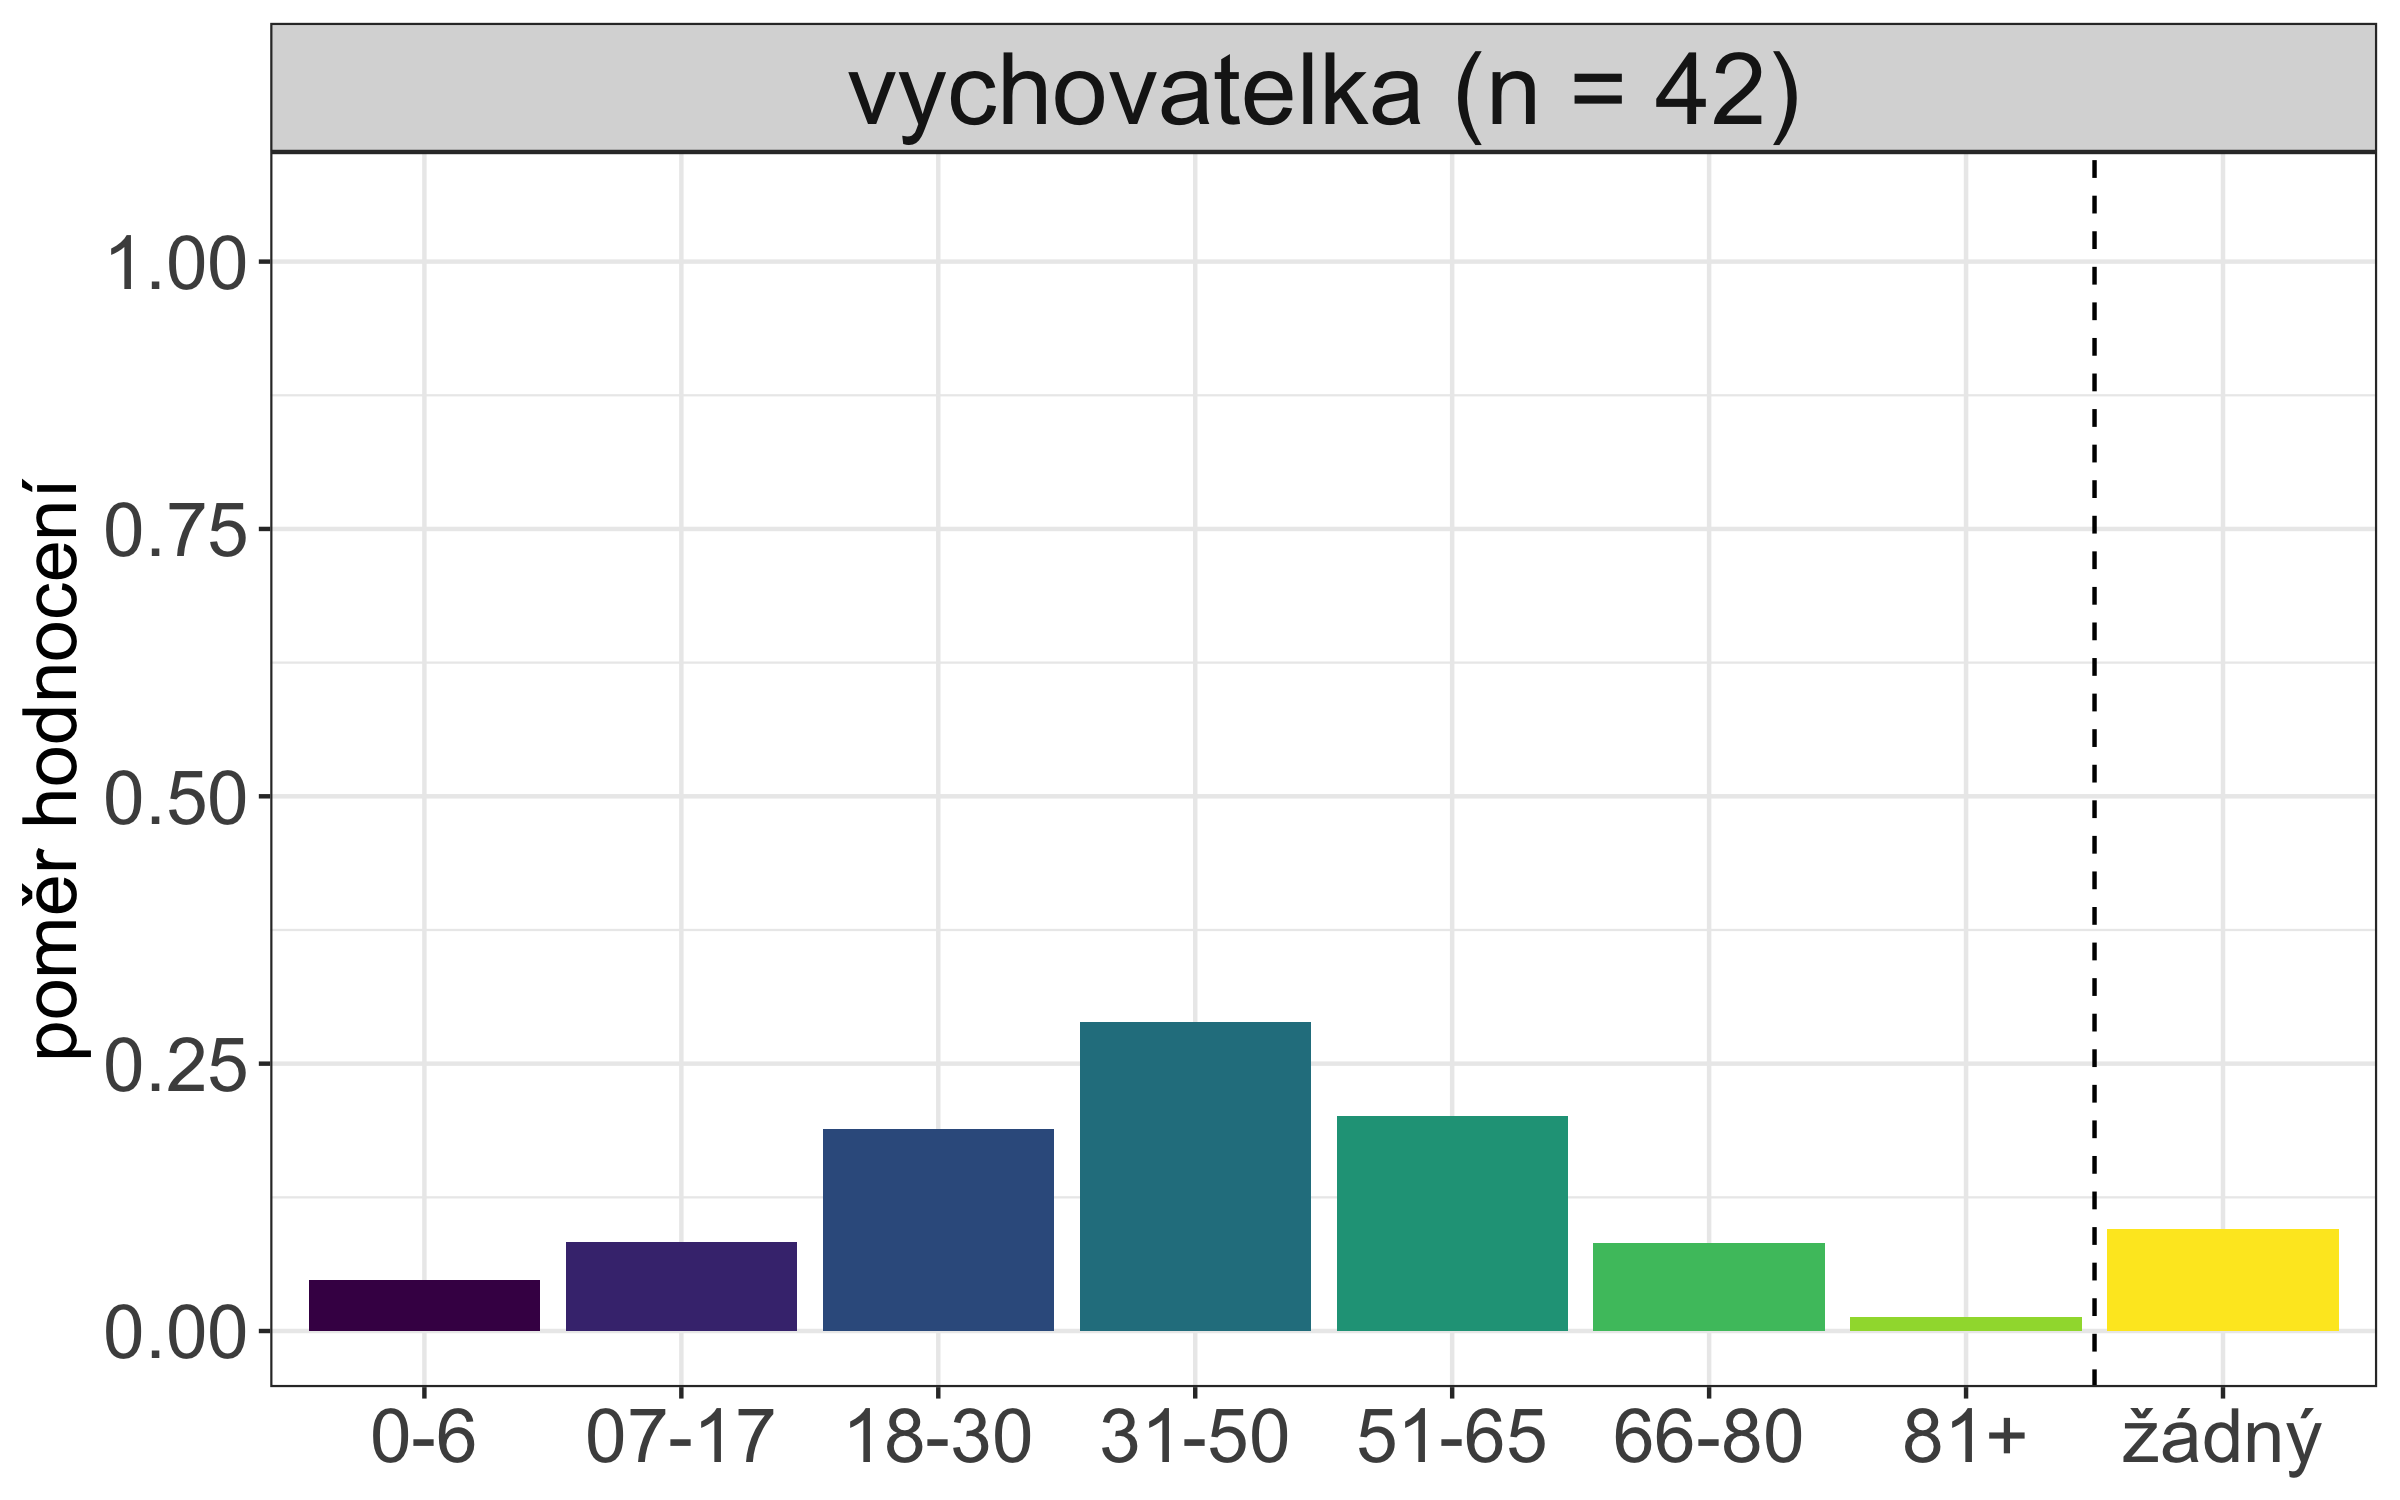 vychovatelka (n = 42)
poměr hodnocení
1.00
0.75
0.50
0.25
0.00
0-6 07-17 18-30 31-50 51-65 66-80 81+ žádný